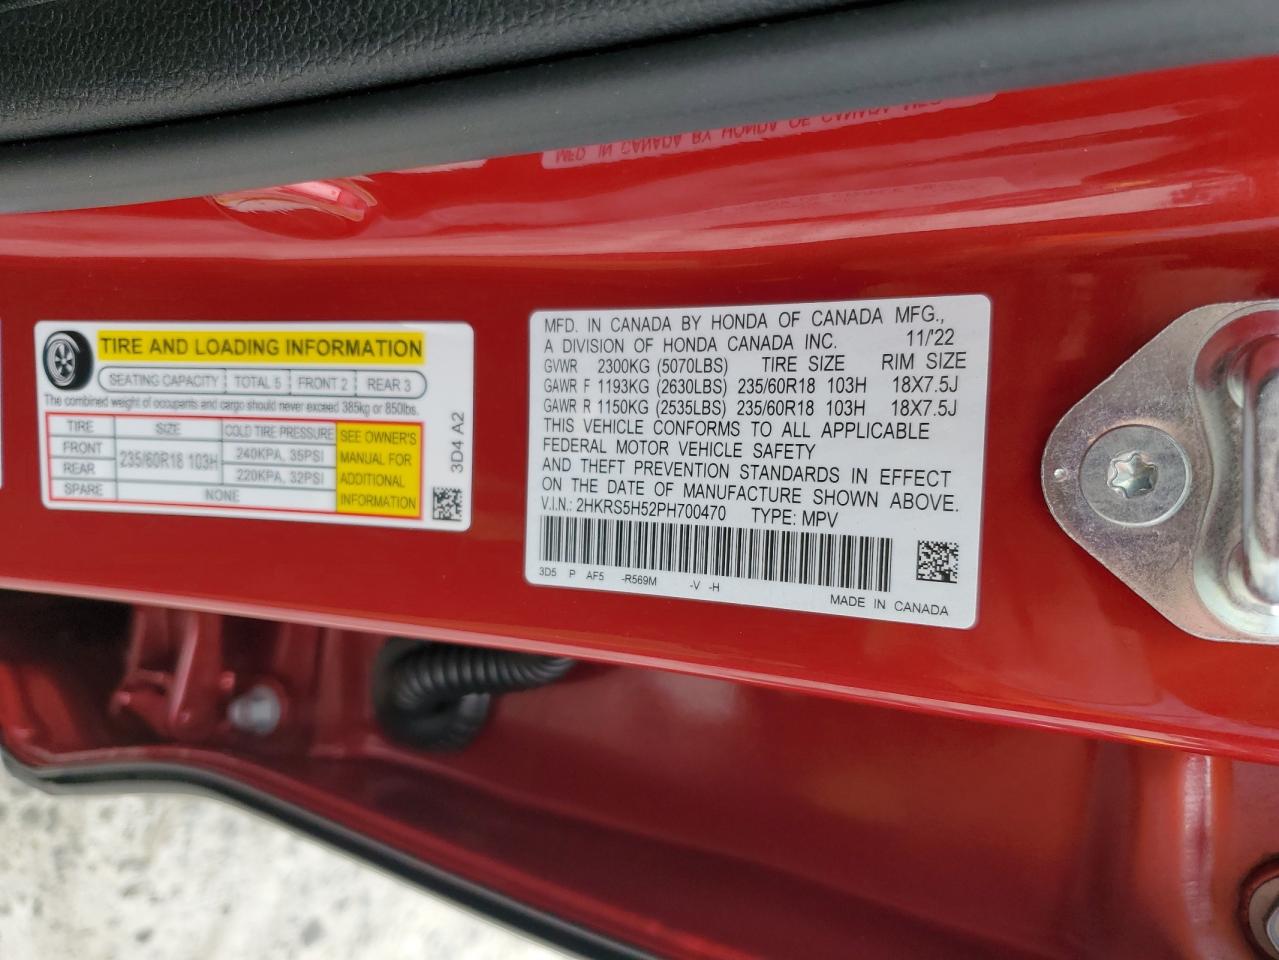 TIRE AND LOADING INFORMATION
SEATING CAPACITY TOTAL 5 FRONT 2 REAR 3
The combined weight of occupants and cargo should never exceed 385kg or 850lbs.
TIRE SIZE COLD TIRE PRESSURE
FRONT 235/60R18 103H 240KPA, 35PSI
REAR 220KPA, 32PSI
SPARE NONE
SEE OWNER'S
MANUAL FOR
ADDITIONAL
INFORMATION
3D4 A2
MFD. IN CANADA BY HONDA OF CANADA MFG.,
A DIVISION OF HONDA CANADA INC. 11/'22
GVWR 2300KG (5070LBS) TIRE SIZE RIM SIZE
GAWR F 1193KG (2630LBS) 235/60R18 103H 18X7.5J
GAWR R 1150KG (2535LBS) 235/60R18 103H 18X7.5J
THIS VEHICLE CONFORMS TO ALL APPLICABLE
FEDERAL MOTOR VEHICLE SAFETY
AND THEFT PREVENTION STANDARDS IN EFFECT
ON THE DATE OF MANUFACTURE SHOWN ABOVE.
V.I.N.: 2HKRS5H52PH700470 TYPE: MPV
3D5 P AF5 -R569M -V -H
MADE IN CANADA